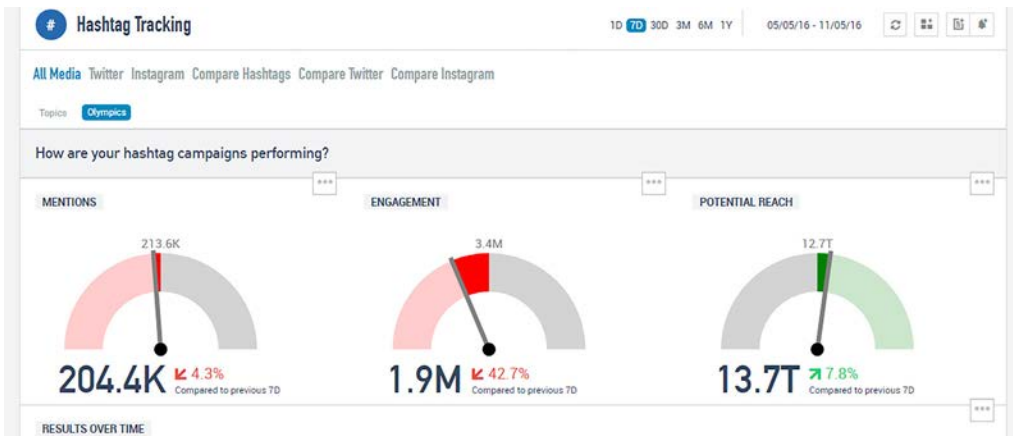 # Hashtag Tracking
1D 7D 30D 3M 6M 1Y 05/05/16 - 11/05/16
All Media Twitter Instagram Compare Hashtags Compare Twitter Compare Instagram
Topics Olympics
How are your hashtag campaigns performing?
MENTIONS
213.6K
204.4K 4.3%
Compared to previous 7D
ENGAGEMENT
3.4M
1.9M 42.7%
Compared to previous 7D
POTENTIAL REACH
12.7T
13.7T 7.8%
Compared to previous 7D
RESULTS OVER TIME